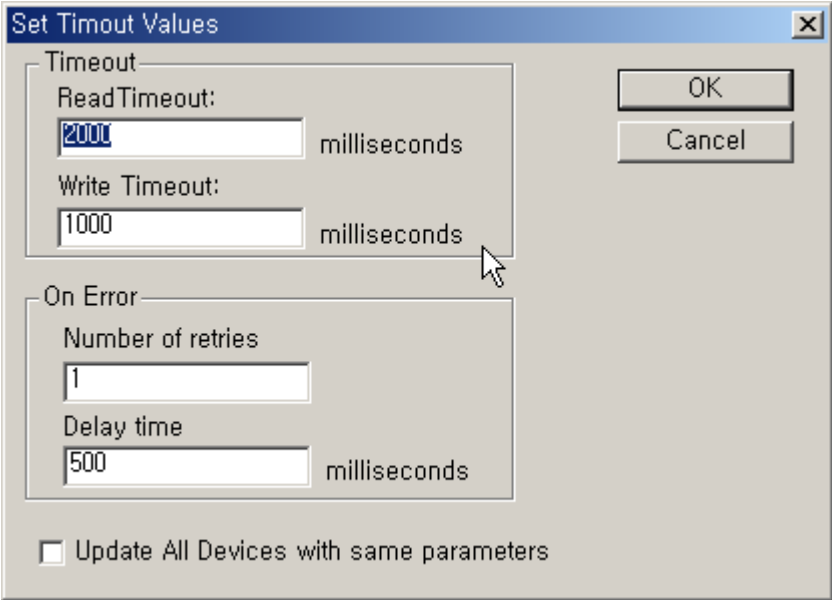 Set Timout Values
Timeout
ReadTimeout:
2000
milliseconds
Write Timeout:
1000
milliseconds
OK
Cancel
On Error
Number of retries
1
Delay time
500
milliseconds
Update All Devices with same parameters